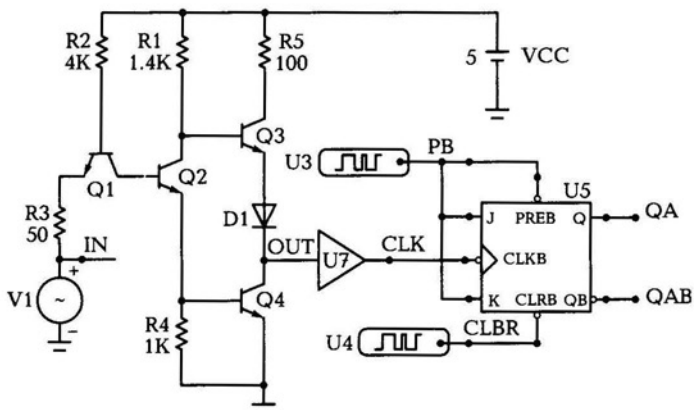 R2
4K
R1
1.4K
R5
100
5
VCC
Q3
U3
PB
Q1
Q2
U5
R3
50
D1
J
PREB
Q
QA
IN
OUT
U7
CLK
CLKB
V1
+
~
−
Q4
K
CLRB
QB
QAB
R4
1K
U4
CLBR